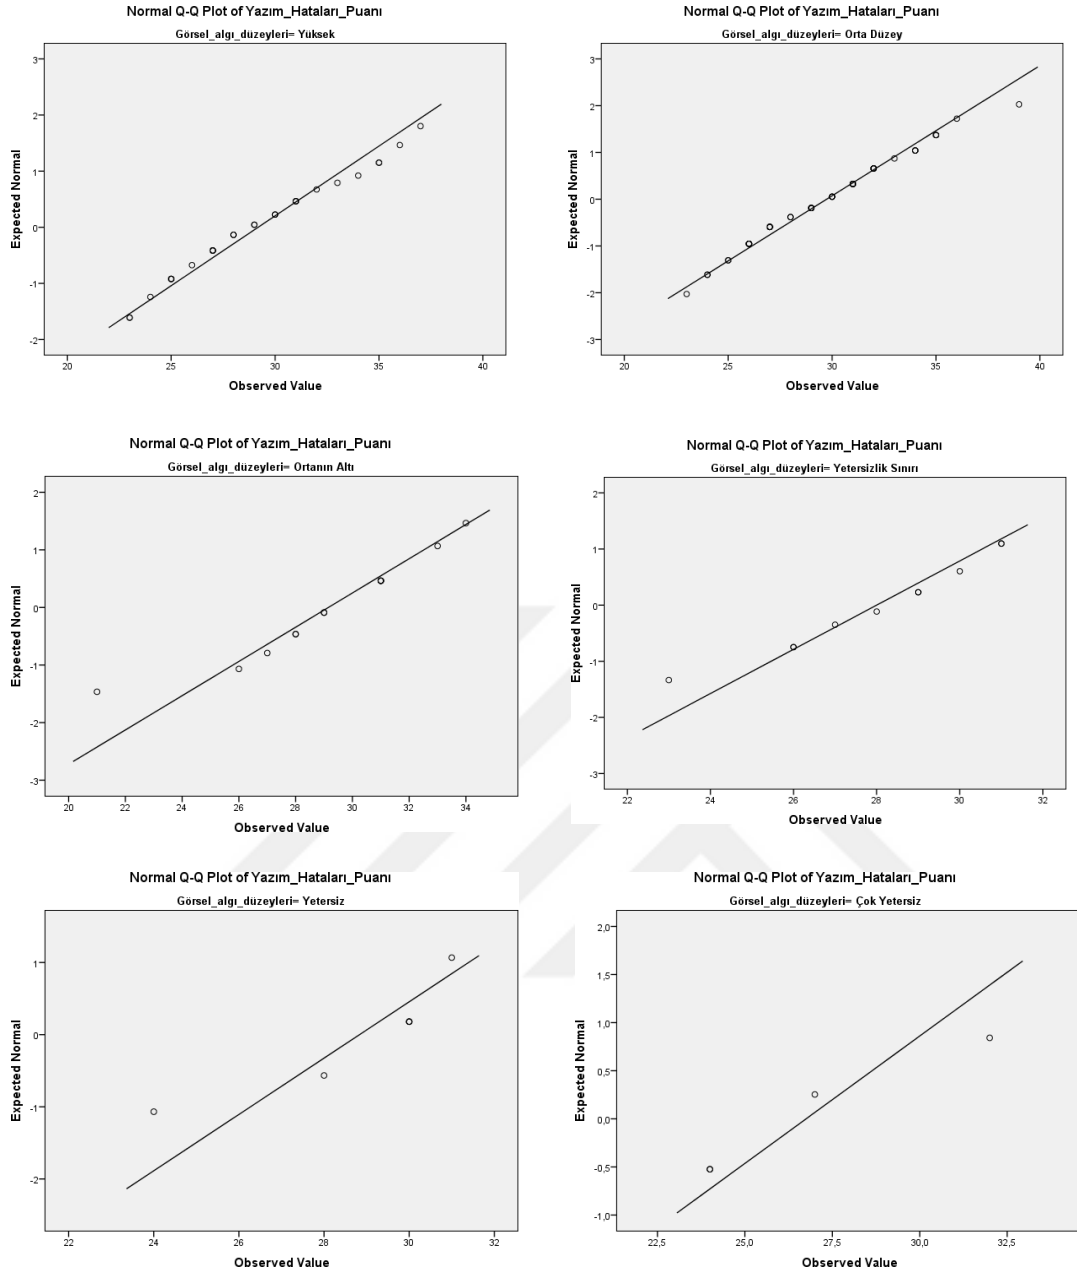 Normal Q-Q Plot of Yazım_Hataları_Puanı
Görsel_algı_düzeyleri= Yüksek
3
2
1
0
-1
-2
Expected Normal
20 25 30 35 40
Observed Value
Normal Q-Q Plot of Yazım_Hataları_Puanı
Görsel_algı_düzeyleri= Orta Düzey
3
2
1
0
-1
-2
-3
Expected Normal
20 25 30 35 40
Observed Value
Normal Q-Q Plot of Yazım_Hataları_Puanı
Görsel_algı_düzeyleri= Ortanın Altı
2
1
0
-1
-2
-3
Expected Normal
20 22 24 26 28 30 32 34
Observed Value
Normal Q-Q Plot of Yazım_Hataları_Puanı
Görsel_algı_düzeyleri= Yetersizlik Sınırı
2
1
0
-1
-2
-3
Expected Normal
22 24 26 28 30 32
Observed Value
Normal Q-Q Plot of Yazım_Hataları_Puanı
Görsel_algı_düzeyleri= Yetersiz
1
0
-1
-2
Expected Normal
22 24 26 28 30 32
Observed Value
Normal Q-Q Plot of Yazım_Hataları_Puanı
Görsel_algı_düzeyleri= Çok Yetersiz
2,0
1,5
1,0
0,5
0,0
-0,5
-1,0
Expected Normal
22,5 25,0 27,5 30,0 32,5
Observed Value